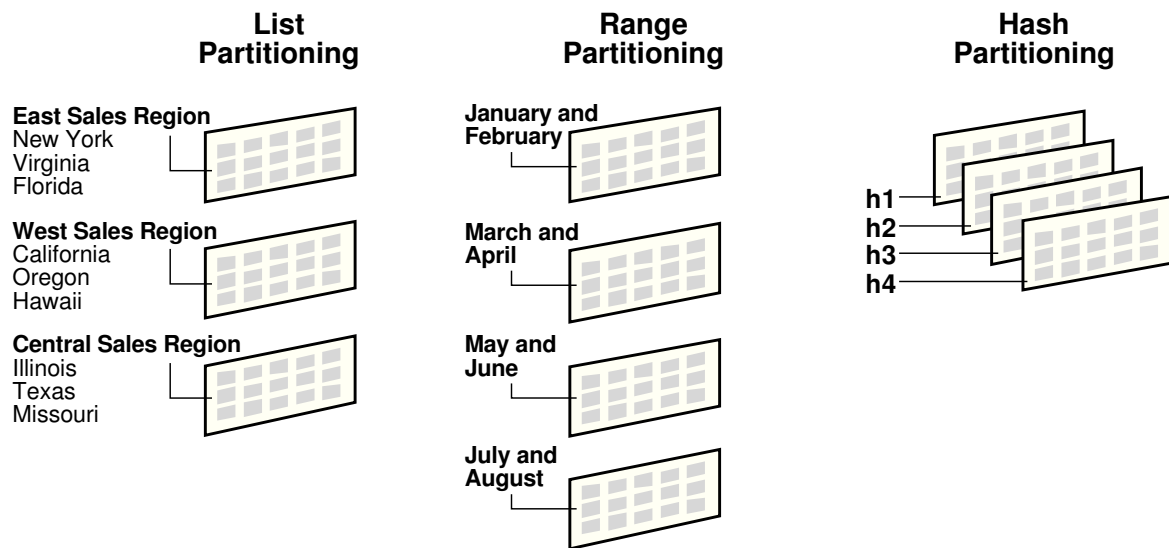 List
Partitioning
East Sales Region
New York
Virginia
Florida
West Sales Region
California
Oregon
Hawaii
Central Sales Region
Illinois
Texas
Missouri
Range
Partitioning
January and
February
March and
April
May and
June
July and
August
Hash
Partitioning
h1
h2
h3
h4